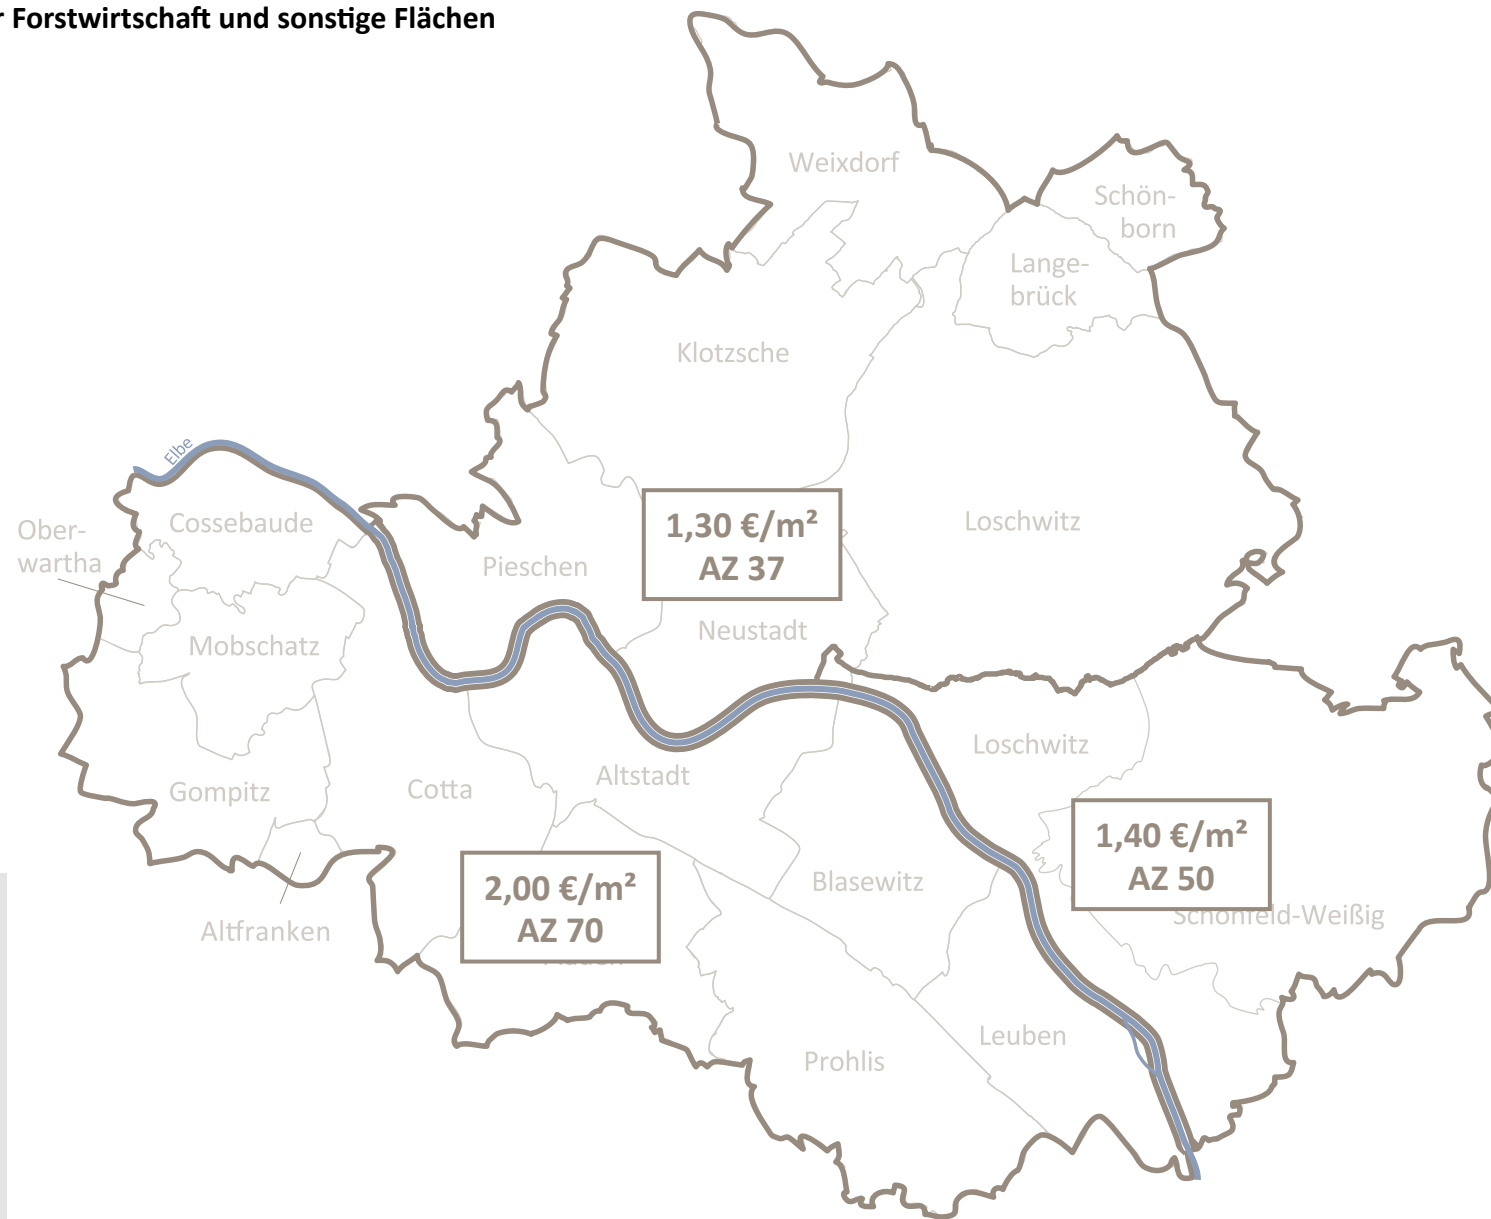 r Forstwirtschaft und sonstige Flächen
Weixdorf
Schön-
born
Lange-
brück
Klotzsche
Elbe
Cossebaude
Ober-
wartha
Pieschen
1,30 €/m²
AZ 37
Loschwitz
Mobschatz
Neustadt
Gompitz
Cotta
Altstadt
Loschwitz
1,40 €/m²
AZ 50
2,00 €/m²
AZ 70
Blasewitz
Schönfeld-Weißig
Altfranken
Leuben
Prohlis